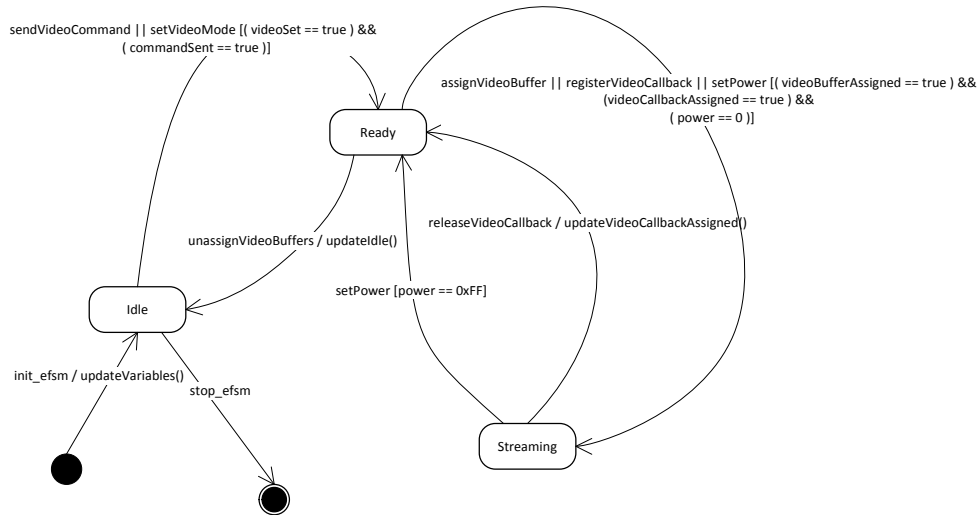 sendVideoCommand || setVideoMode [( videoSet == true ) &&
( commandSent == true )]
assignVideoBuffer || registerVideoCallback || setPower [( videoBufferAssigned == true ) &&
(videoCallbackAssigned == true ) &&
( power == 0 )]
Ready
releaseVideoCallback / updateVideoCallbackAssigned()
unassignVideoBuffers / updateIdle()
setPower [power == 0xFF]
Idle
init_efsm / updateVariables()
stop_efsm
Streaming